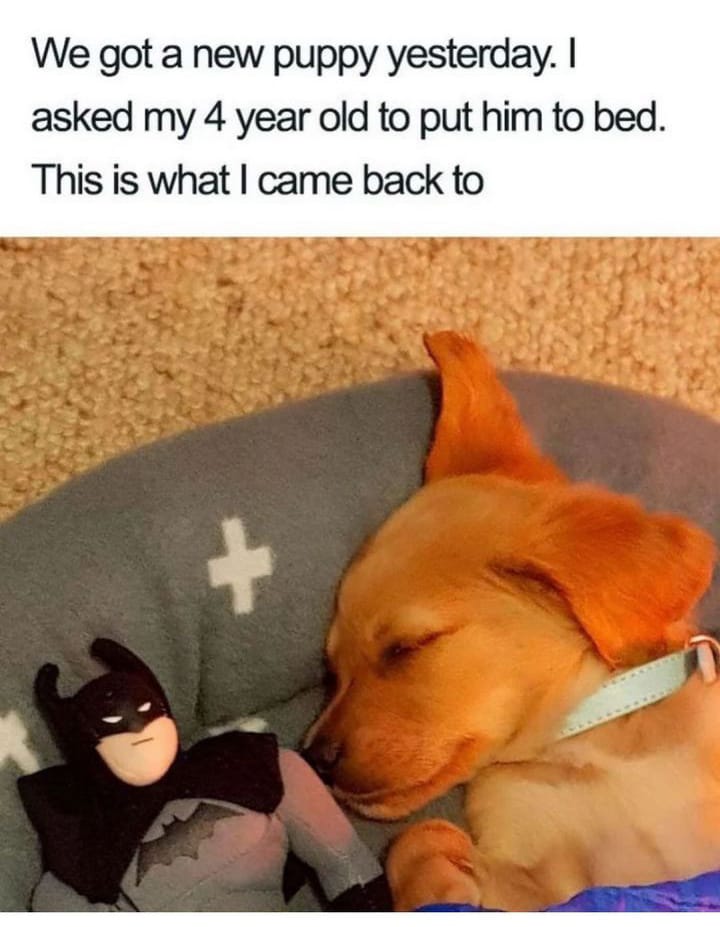 We got a new puppy yesterday. I
asked my 4 year old to put him to bed.
This is what I came back to